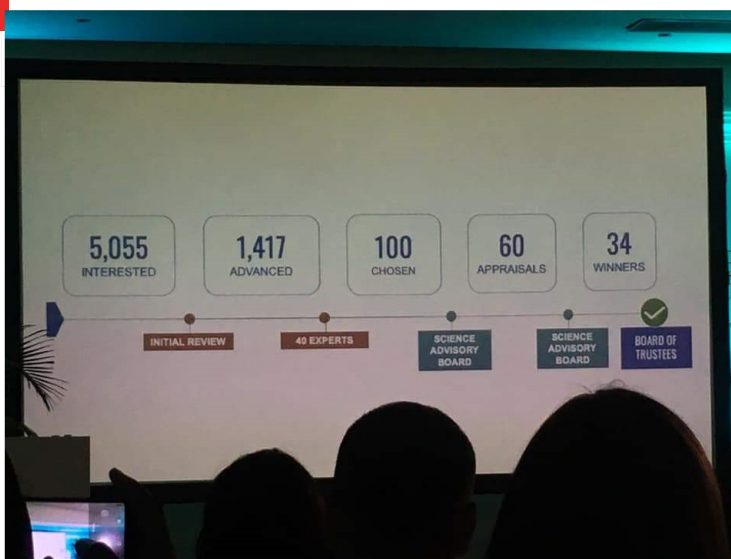 5,055
INTERESTED
1,417
ADVANCED
100
CHOSEN
60
APPRAISALS
34
WINNERS
INITIAL REVIEW
40 EXPERTS
SCIENCE
ADVISORY
BOARD
SCIENCE
ADVISORY
BOARD
BOARD OF
TRUSTEES